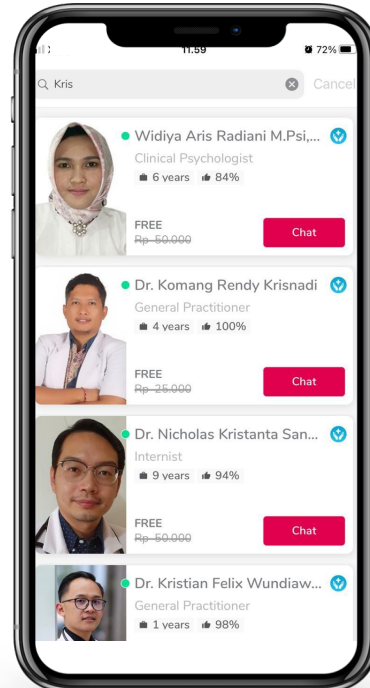 11.59
72%
Kris
Cancel
Widiya Aris Radiani M.Psi,...
Clinical Psychologist
6 years 84%
FREE
Rp 50.000
Chat
Dr. Komang Rendy Krisnadi
General Practitioner
4 years 100%
FREE
Rp 25.000
Chat
Dr. Nicholas Kristanta San...
Internist
9 years 94%
FREE
Rp 50.000
Chat
Dr. Kristian Felix Wundiaw...
General Practitioner
1 years 98%